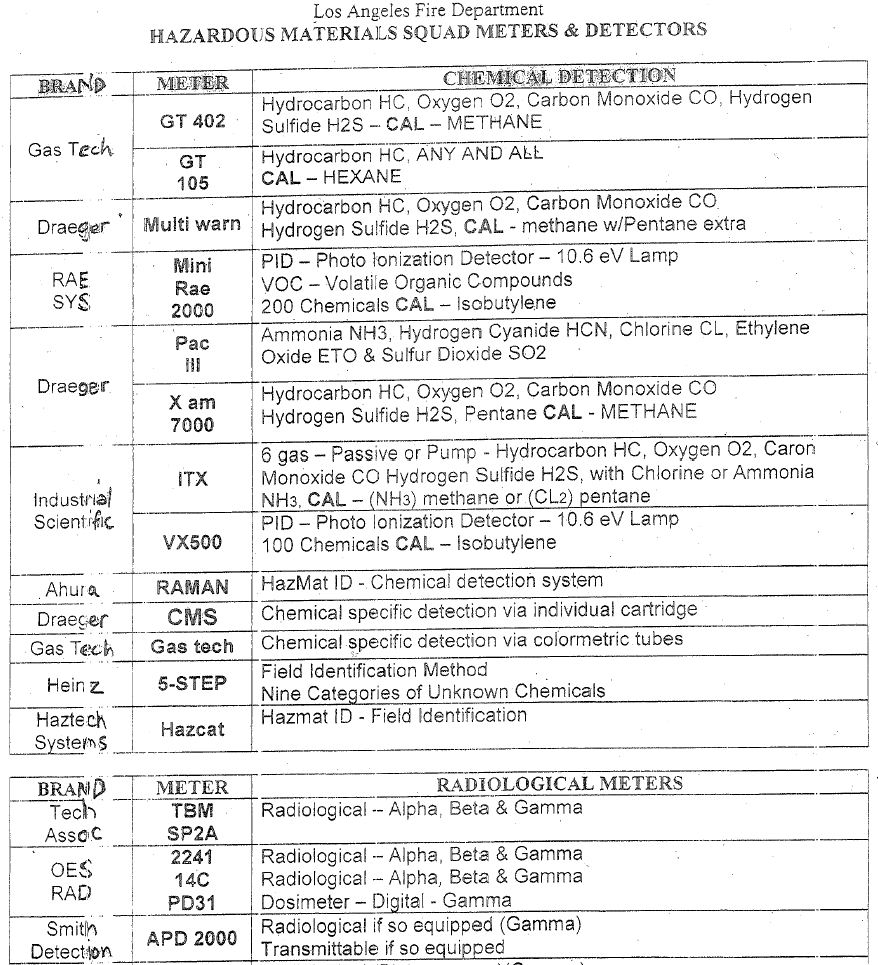 Los Angeles Fire Department
HAZARDOUS MATERIALS SQUAD METERS & DETECTORS
BRAND METER CHEMICAL DETECTION
Gas Tech
GT 402
Hydrocarbon HC, Oxygen O2, Carbon Monoxide CO, Hydrogen
Sulfide H2S – CAL – METHANE
GT
105
Hydrocarbon HC, ANY AND ALL
CAL – HEXANE
Draeger
Multi warn
Hydrocarbon HC, Oxygen O2, Carbon Monoxide CO
Hydrogen Sulfide H2S, CAL - methane w/Pentane extra
RAE
SYS
Mini
Rae
2000
PID – Photo Ionization Detector – 10.6 eV Lamp
VOC – Volatile Organic Compounds
200 Chemicals CAL – Isobutylene
Draeger
Pac
III
Ammonia NH3, Hydrogen Cyanide HCN, Chlorine CL, Ethylene
Oxide ETO & Sulfur Dioxide SO2
X am
7000
Hydrocarbon HC, Oxygen O2, Carbon Monoxide CO
Hydrogen Sulfide H2S, Pentane CAL - METHANE
Industrial
Scientific
ITX
6 gas – Passive or Pump - Hydrocarbon HC, Oxygen O2, Caron
Monoxide CO Hydrogen Sulfide H2S, with Chlorine or Ammonia
NH3, CAL – (NH3) methane or (CL2) pentane
VX500
PID – Photo Ionization Detector – 10.6 eV Lamp
100 Chemicals CAL – Isobutylene
Ahura RAMAN HazMat ID - Chemical detection system
Draeger CMS Chemical specific detection via individual cartridge
Gas Tech Gas tech Chemical specific detection via colormetric tubes
Heinz
5-STEP
Field Identification Method
Nine Categories of Unknown Chemicals
Haztech
Systems
Hazcat
Hazmat ID - Field Identification
BRAND METER RADIOLOGICAL METERS
Tech
Assoc
TBM
SP2A
Radiological – Alpha, Beta & Gamma
OES
RAD
2241
14C
PD31
Radiological – Alpha, Beta & Gamma
Radiological – Alpha, Beta & Gamma
Dosimeter – Digital - Gamma
Smith
Detection
APD 2000
Radiological if so equipped (Gamma)
Transmittable if so equipped